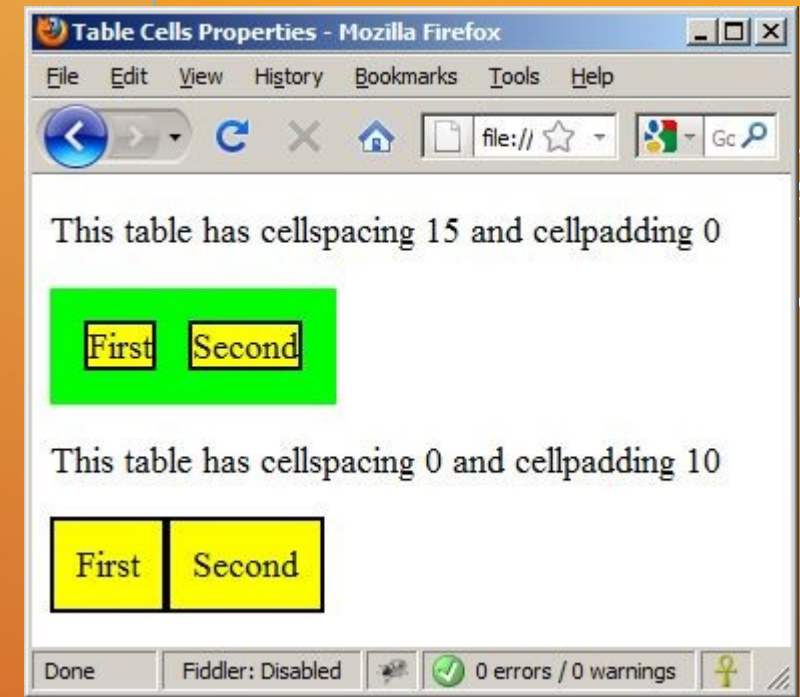 Table Cells Properties - Mozilla Firefox
File Edit View History Bookmarks Tools Help
file:// Go
This table has cellspacing 15 and cellpadding 0
First Second
This table has cellspacing 0 and cellpadding 10
First Second
Done Fiddler: Disabled 0 errors / 0 warnings